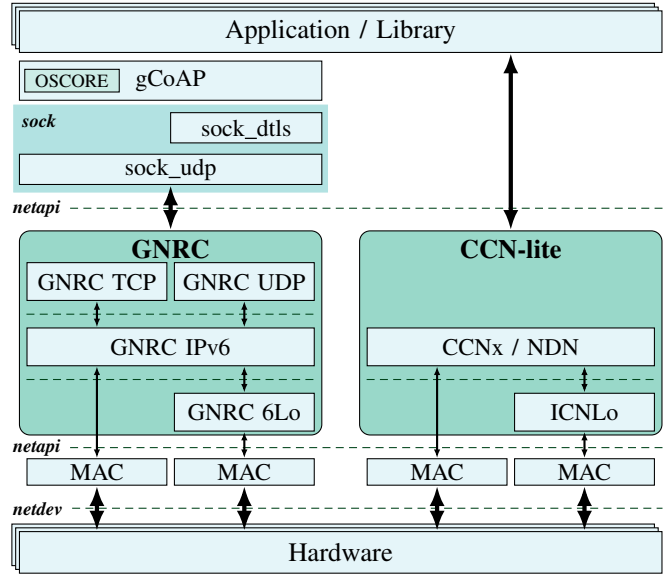 Application / Library
OSCORE gCoAP
sock
sock_dtls
sock_udp
netapi
GNRC
CCN-lite
GNRC TCP GNRC UDP
GNRC IPv6
CCNx / NDN
GNRC 6Lo
ICNLo
netapi
MAC MAC MAC MAC
netdev
Hardware